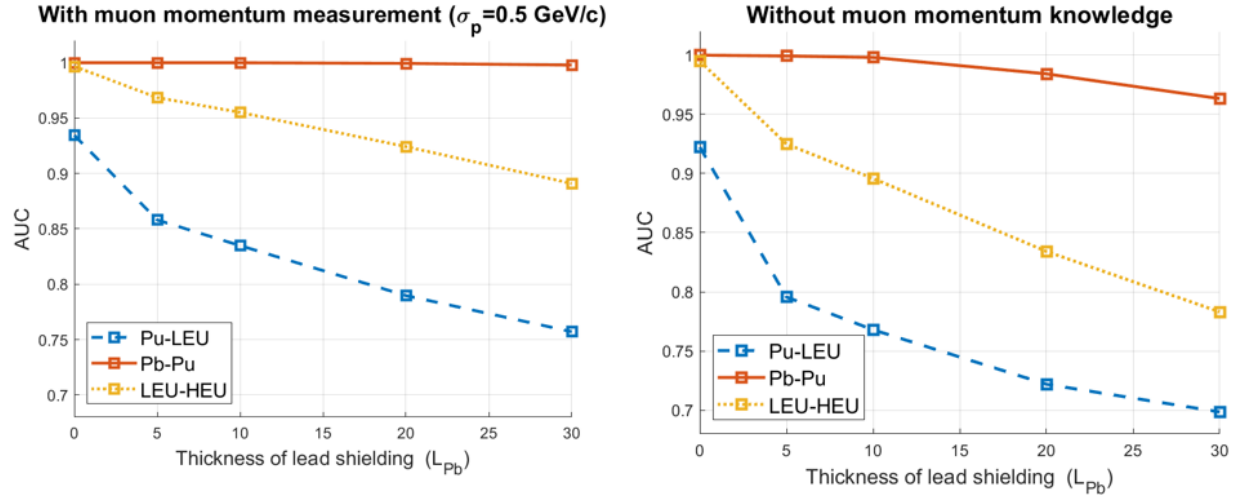 With muon momentum measurement (σp=0.5 GeV/c)
1
0.95
0.9
0.85
0.8
0.75
0.7
AUC
Pu-LEU
Pb-Pu
LEU-HEU
0 5 10 15 20 25 30
Thickness of lead shielding (LPb)
Without muon momentum knowledge
1
0.95
0.9
0.85
0.8
0.75
0.7
AUC
Pu-LEU
Pb-Pu
LEU-HEU
0 5 10 15 20 25 30
Thickness of lead shielding (LPb)